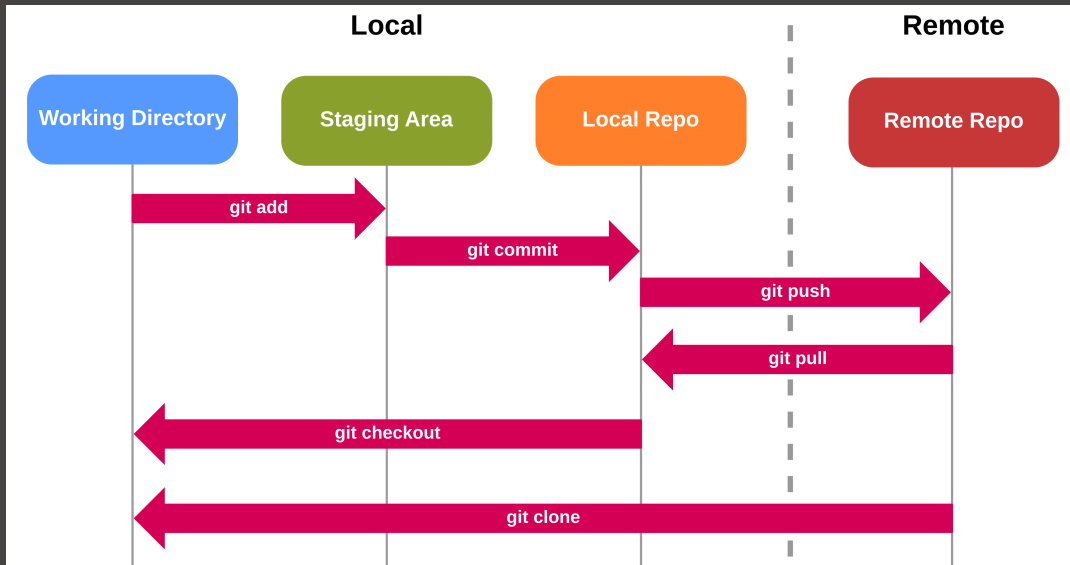 Local
Remote
Working Directory
Staging Area
Local Repo
Remote Repo
git add
git commit
git push
git pull
git checkout
git clone